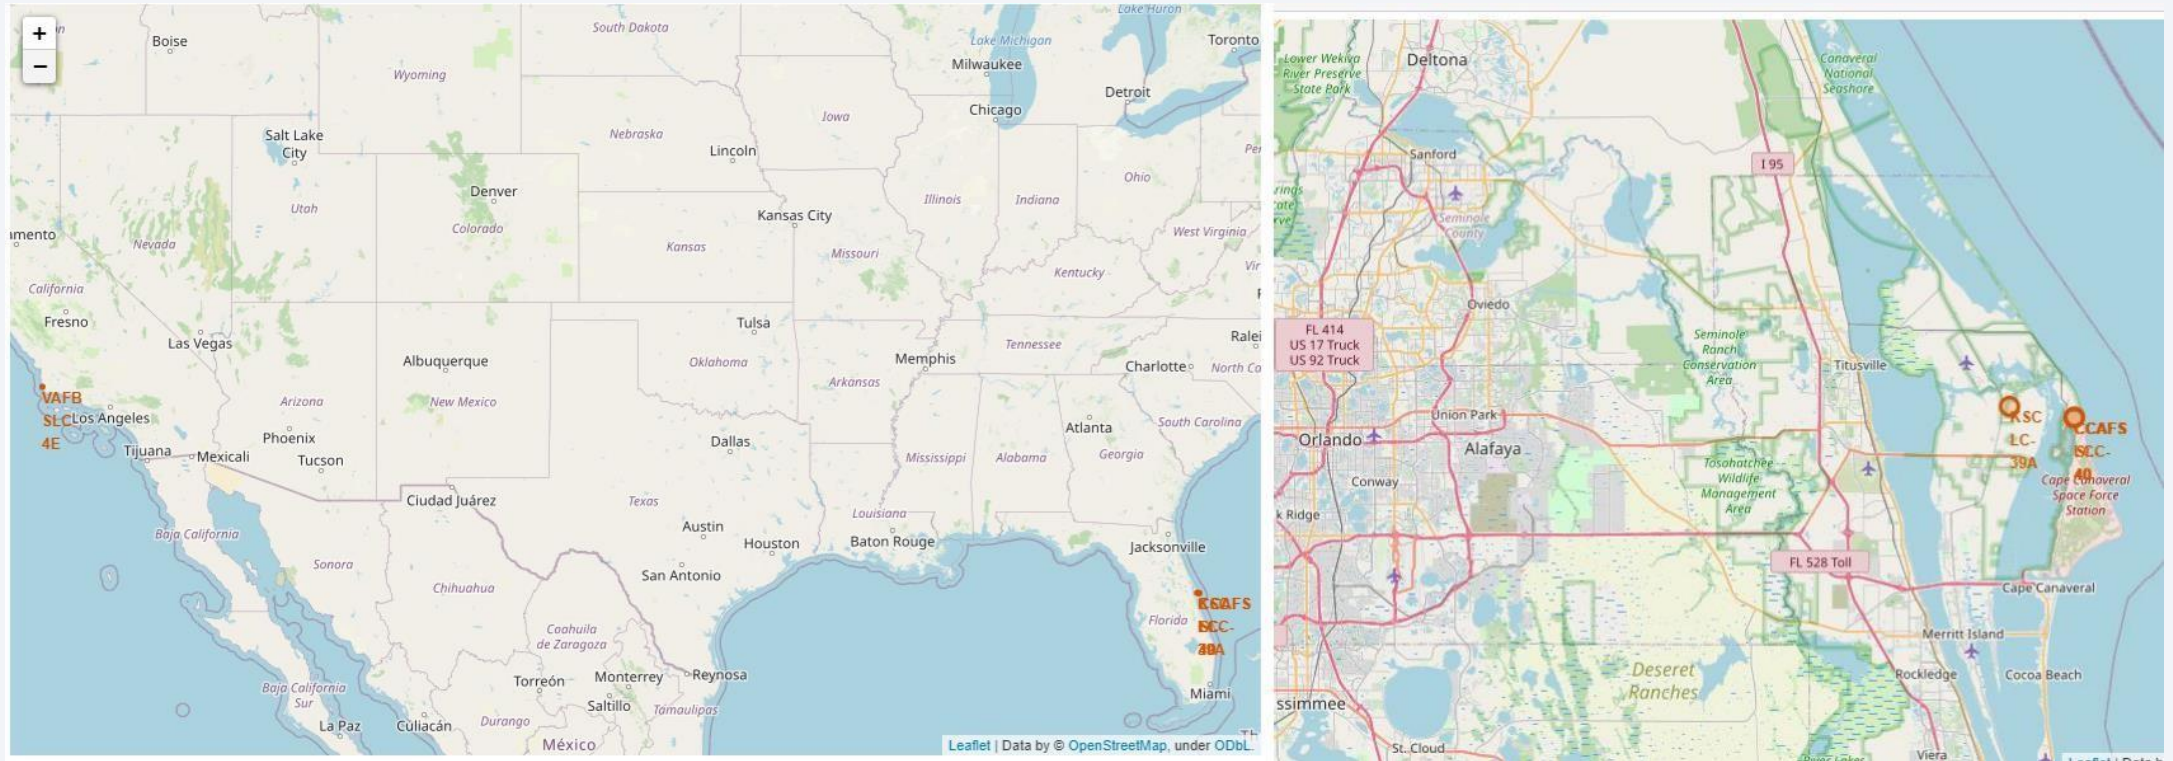 +
−
Boise
South Dakota
Lake Huron
Lake Michigan
Toronto
Wyoming
Milwaukee
Detroit
Chicago
Iowa
Salt Lake
City
Nebraska
Lincoln
Denver
Illinois
Indiana
Ohio
Utah
Kansas City
Colorado
Nevada
Kansas
Missouri
West Virginia
California
Kentucky
Fresno
Las Vegas
Tulsa
Albuquerque
Oklahoma
Memphis
Tennessee
Charlotte
Arkansas
VAFB
SLC-
4E
Los Angeles
Arizona
New Mexico
Phoenix
Tucson
Tijuana
Mexicali
Dallas
Atlanta
South Carolina
Mississippi
Alabama
Georgia
Ciudad Juárez
Texas
Louisiana
Austin
Houston
Baton Rouge
Jacksonville
San Antonio
Baja California
Sonora
Chihuahua
Florida
Coahuila
de Zaragoza
Torreón
Monterrey
Reynosa
Saltillo
Tamaulipas
Miami
Baja California
Sur
La Paz
Culiacán
Durango
México
Leaflet | Data by © OpenStreetMap, under ODbL.
Lower Wekiva
River Preserve
State Park
Deltona
Canaveral
National
Seashore
Sanford
I 95
Seminole
County
Oviedo
FL 414
US 17 Truck
US 92 Truck
Seminole
Ranch
Conservation
Area
Titusville
KSC
LC-
39A
CCAFS
Union Park
Orlando
Alafaya
Conway
Tosohatchee
Wildlife
Management
Area
Cape Canaveral
Space Force
Station
FL 528 Toll
Cape Canaveral
Merritt Island
Deseret
Ranches
Rockledge
Cocoa Beach
St. Cloud
Viera